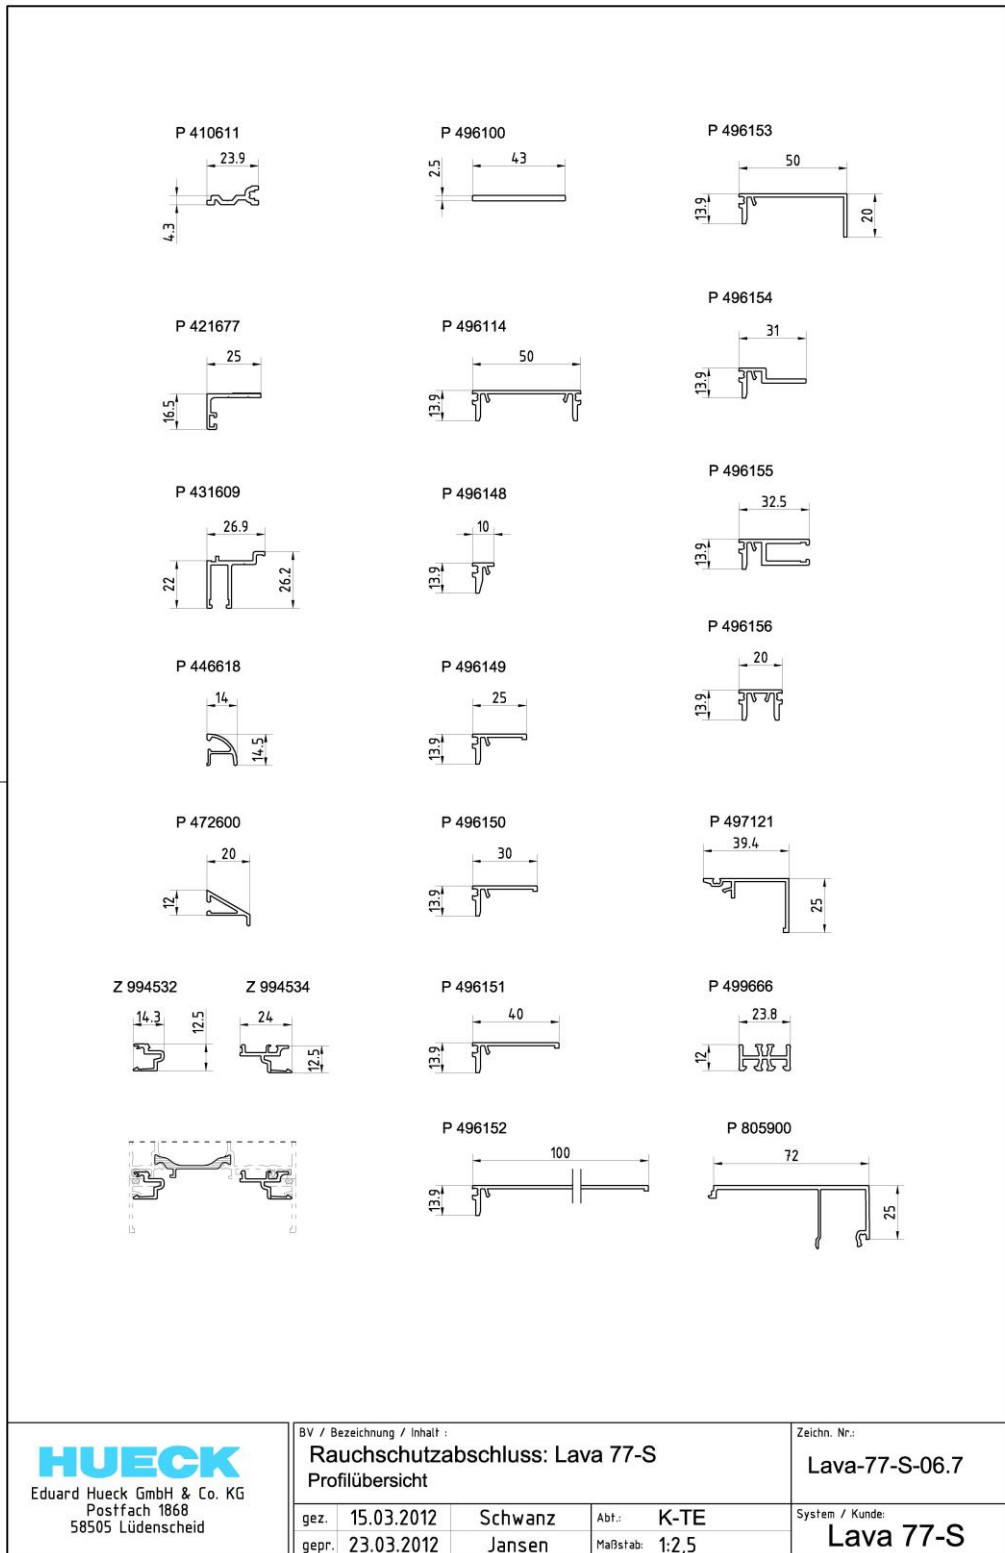 P 410611
23.9
4.3
P 496100
43
2.5
P 496153
50
13.9
20
P 421677
25
16.5
P 496114
50
13.9
P 496154
31
13.9
P 431609
26.9
22
26.2
P 496148
10
13.9
P 496155
32.5
13.9
P 446618
14
14.5
P 496149
25
13.9
P 496156
20
13.9
P 472600
20
12
P 496150
30
13.9
P 497121
39.4
25
Z 994532
14.3
12.5
Z 994534
24
12.5
P 496151
40
13.9
P 499666
23.8
12
P 496152
100
13.9
P 805900
72
25
HUECK
Eduard Hueck GmbH & Co. KG
Postfach 1868
58505 Lüdenscheid
BV / Bezeichnung / Inhalt :
Rauchschutzabschluss: Lava 77-S
Profilübersicht
Zeichn. Nr.:
Lava-77-S-06.7
gez. 15.03.2012 Schwanz Abt.: K-TE
gepr. 23.03.2012 Jansen Maßstab: 1:2,5
System / Kunde:
Lava 77-S